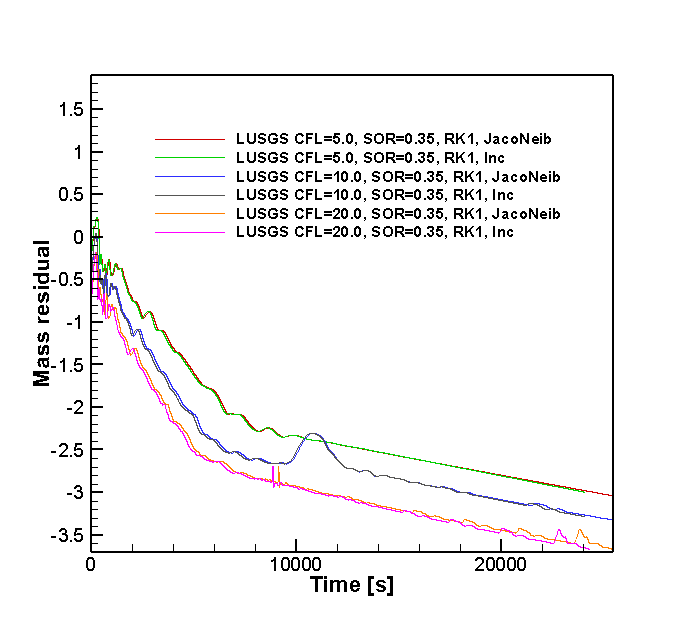 1.5
1
0.5
0
-0.5
-1
-1.5
-2
-2.5
-3
-3.5
Mass residual
LUSGS CFL=5.0, SOR=0.35, RK1, JacoNeib
LUSGS CFL=5.0, SOR=0.35, RK1, Inc
LUSGS CFL=10.0, SOR=0.35, RK1, JacoNeib
LUSGS CFL=10.0, SOR=0.35, RK1, Inc
LUSGS CFL=20.0, SOR=0.35, RK1, JacoNeib
LUSGS CFL=20.0, SOR=0.35, RK1, Inc
0 10000 20000
Time [s]